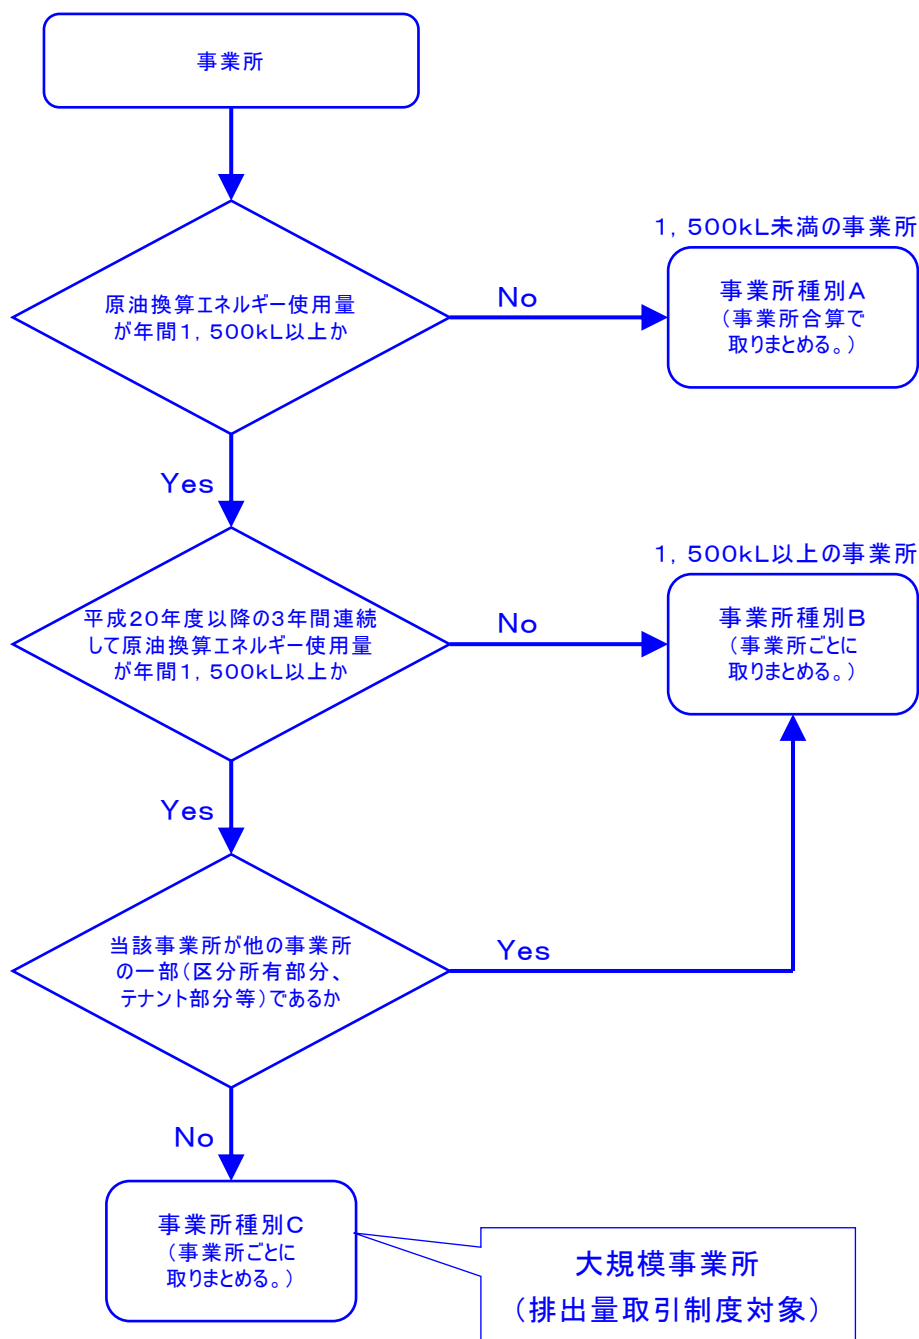 事業所
1,500kL未満の事業所
原油換算エネルギー使用量
が年間1,500kL以上か
No
事業所種別A
(事業所合算で
取りまとめる。)
Yes
1,500kL以上の事業所
平成20年度以降の3年間連続
して原油換算エネルギー使用量
が年間1,500kL以上か
No
事業所種別B
(事業所ごとに
取りまとめる。)
Yes
当該事業所が他の事業所
の一部(区分所有部分、
テナント部分等)であるか
Yes
No
事業所種別C
(事業所ごとに
取りまとめる。)
大規模事業所
(排出量取引制度対象)